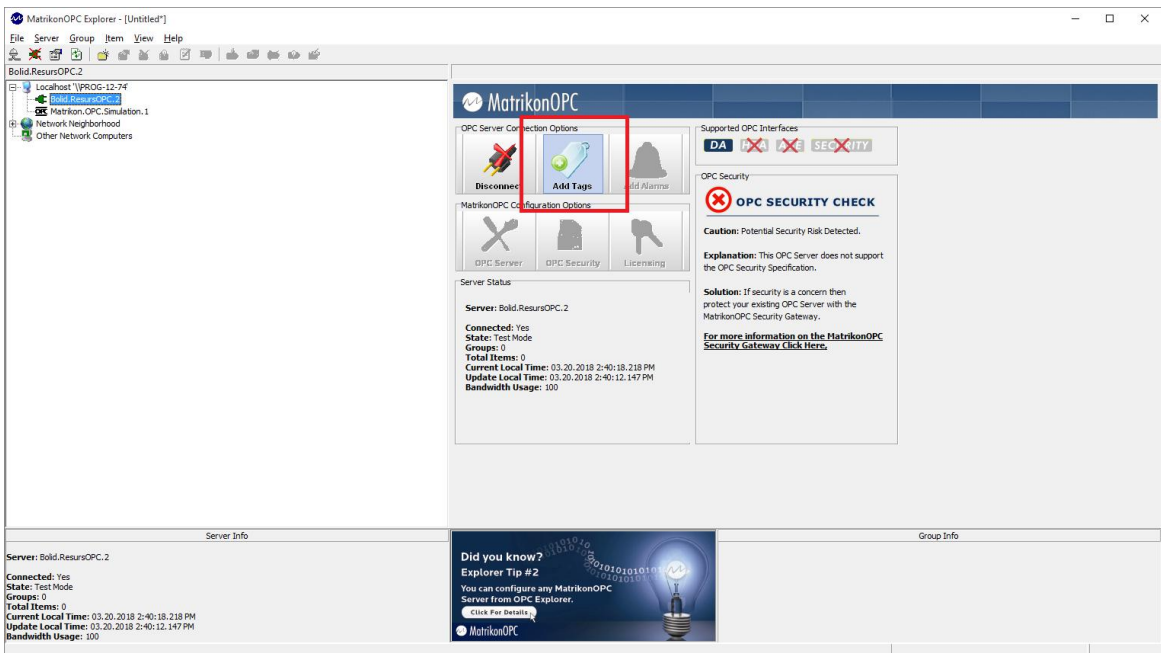 MatrikonOPC Explorer - [Untitled*]
File Server Group Item View Help
Bolid.ResursOPC.2
Localhost '\\PROG-12-74'
Bolid.ResursOPC.2
Matrikon.OPC.Simulation.1
Network Neighborhood
Other Network Computers
MatrikonOPC
OPC Server Connection Options
Disconnect
Add Tags
Add Alarms
MatrikonOPC Configuration Options
OPC Server
OPC Security
Licensing
Server Status
Server: Bolid.ResursOPC.2
Connected: Yes
State: Test Mode
Groups: 0
Total Items: 0
Current Local Time: 03.20.2018 2:40:18.218 PM
Update Local Time: 03.20.2018 2:40:12.147 PM
Bandwidth Usage: 100
Supported OPC Interfaces
DA HDA A&E SECURITY
OPC Security
OPC SECURITY CHECK
Caution: Potential Security Risk Detected.
Explanation: This OPC Server does not support
the OPC Security Specification.
Solution: If security is a concern then
protect your existing OPC Server with the
MatrikonOPC Security Gateway.
For more information on the MatrikonOPC
Security Gateway Click Here.
Server Info
Server: Bolid.ResursOPC.2
Connected: Yes
State: Test Mode
Groups: 0
Total Items: 0
Current Local Time: 03.20.2018 2:40:18.218 PM
Update Local Time: 03.20.2018 2:40:12.147 PM
Bandwidth Usage: 100
Did you know?
Explorer Tip #2
You can configure any MatrikonOPC
Server from OPC Explorer.
Click For Details
MatrikonOPC
Group Info